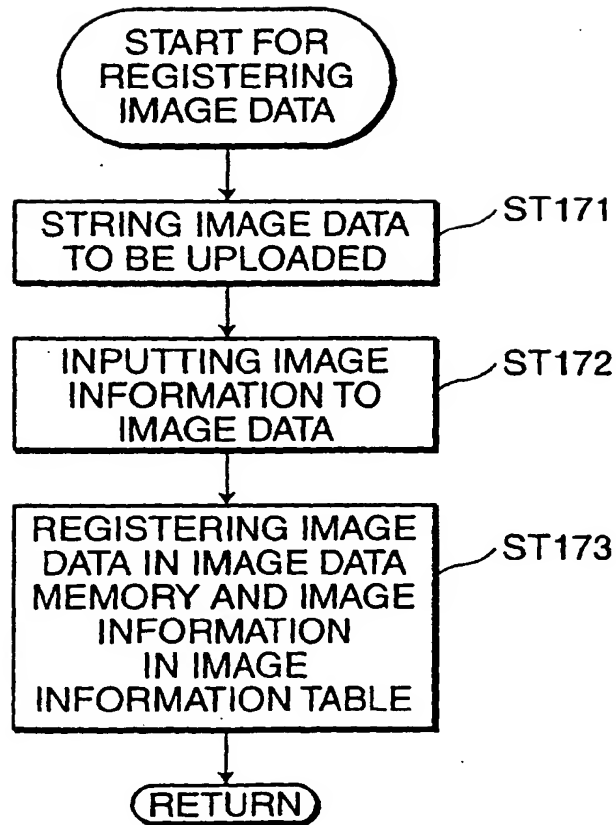 START FOR
REGISTERING
IMAGE DATA
STRING IMAGE DATA
TO BE UPLOADED
ST171
INPUTTING IMAGE
INFORMATION TO
IMAGE DATA
ST172
REGISTERING IMAGE
DATA IN IMAGE DATA
MEMORY AND IMAGE
INFORMATION
IN IMAGE
INFORMATION TABLE
ST173
RETURN